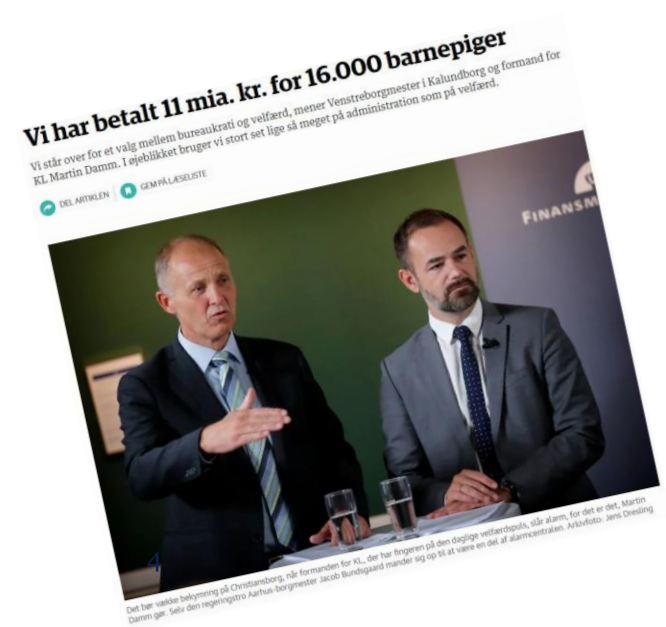 Vi har betalt 11 mia. kr. for 16.000 barnepiger
Vi står over for et valg mellem bureaukrati og velfærd, mener Venstreborgmester i Kalundborg og formand for
KL Martin Damm. I øjeblikket bruger vi stort set lige så meget på administration som på velfærd.
DEL ARTIKLEN GEM PÅ LÆSELISTE
FINANSM
4
Det bør vække bekymring på Christiansborg, når formanden for KL, der har fingeren på den daglige velfærdspuls, slår alarm, for det er det, Martin
Damm gør. Selv den regeringstro Aarhus-borgmester Jacob Bundsgaard mander sig op til at være en del af alarmcentralen. Arkivfoto: Jens Dresling